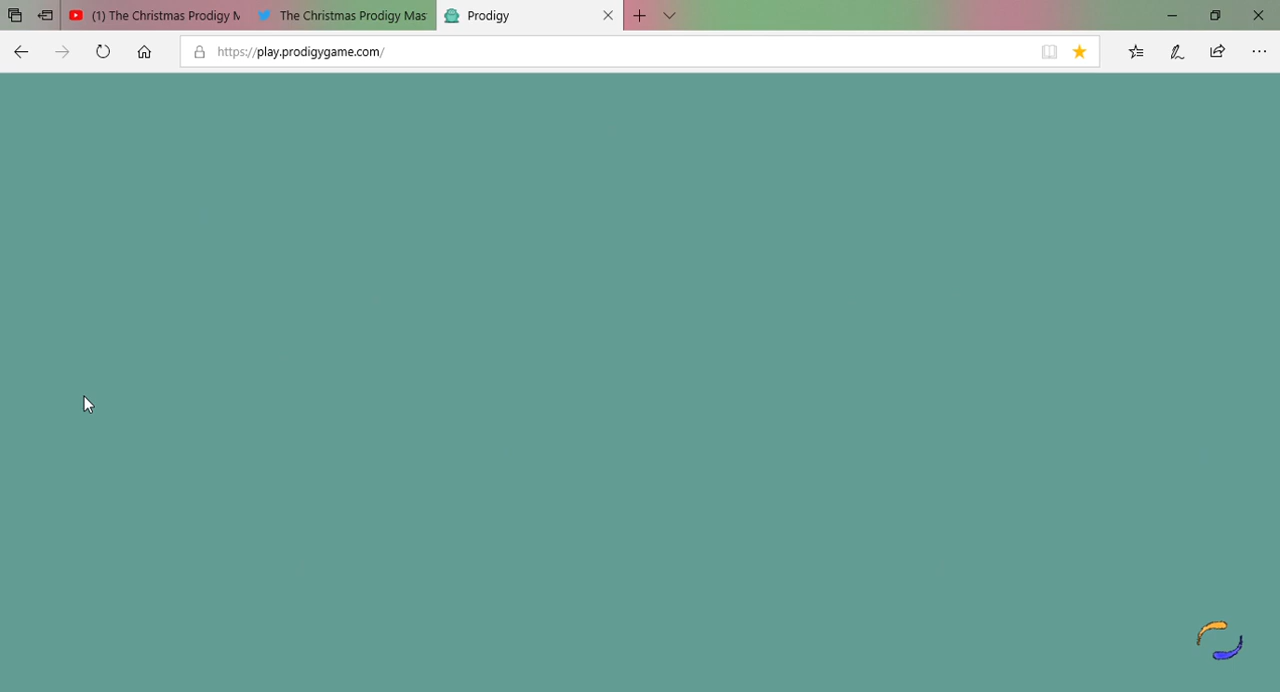 (1) The Christmas Prodigy M
The Christmas Prodigy Mas
Prodigy
https://play.prodigygame.com/